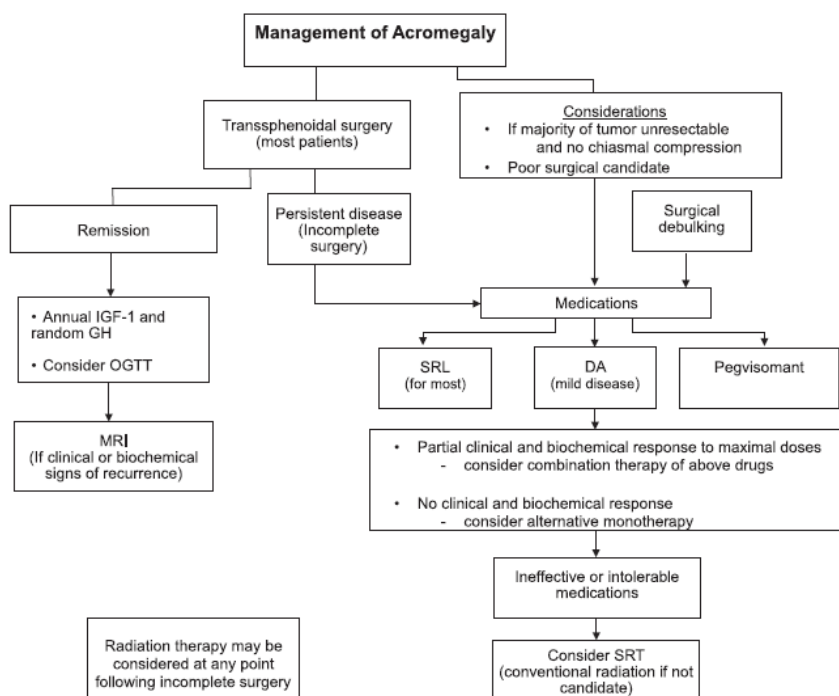 Management of Acromegaly
Transsphenoidal surgery
(most patients)
Considerations
• If majority of tumor unresectable
and no chiasmal compression
• Poor surgical candidate
Remission
Persistent disease
(Incomplete
surgery)
Surgical
debulking
• Annual IGF-1 and
random GH
• Consider OGTT
Medications
SRL
(for most)
DA
(mild disease)
Pegvisomant
MRI
(If clinical or biochemical
signs of recurrence)
• Partial clinical and biochemical response to maximal doses
- consider combination therapy of above drugs
• No clinical and biochemical response
- consider alternative monotherapy
Ineffective or intolerable
medications
Radiation therapy may be
considered at any point
following incomplete surgery
Consider SRT
(conventional radiation if not
candidate)